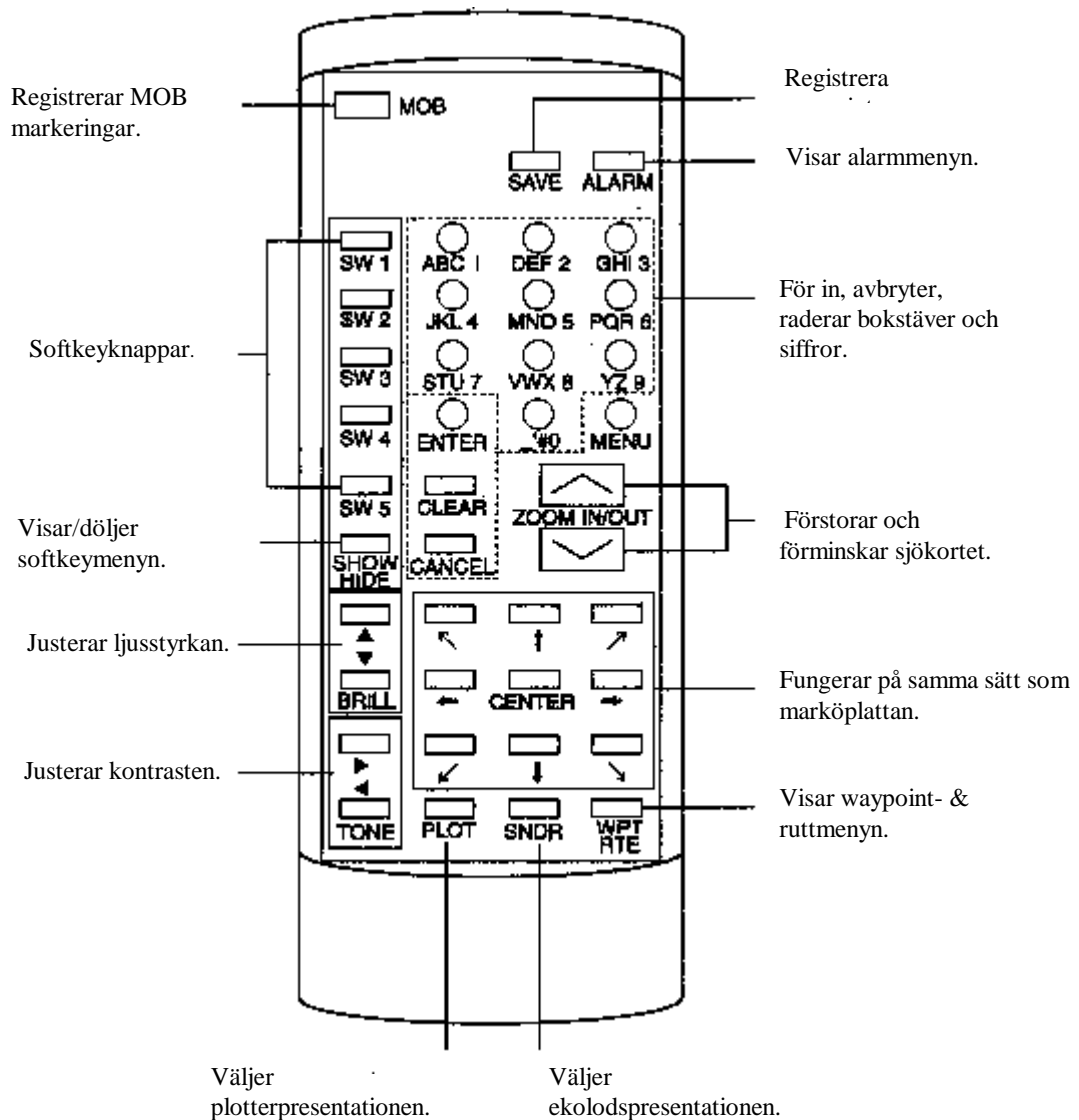 Registrera
Registrerar MOB
markeringar.
MOB
Visar alarmmenyn.
SAVE ALARM
SW 1 ABC 1 DEF 2 GHI 3
För in, avbryter,
raderar bokstäver och
siffror.
SW 2 JKL 4 MNO 5 PQR 6
Softkeyknappar.
SW 3 STU 7 VWX 8 YZ 9
SW 4 ENTER _#0 MENU
SW 5 CLEAR ZOOM IN/OUT
Visar/döljer
softkeymenyn.
Förstorar och
förminskar sjökortet.
SHOW CANCEL
HIDE
Justerar ljusstyrkan.
BRILL CENTER
Fungerar på samma sätt som
marköplattan.
Justerar kontrasten.
TONE PLOT SNDR WPT
RTE
Visar waypoint- &
ruttmenyn.
Väljer
plotterpresentationen.
Väljer
ekolodspresentationen.